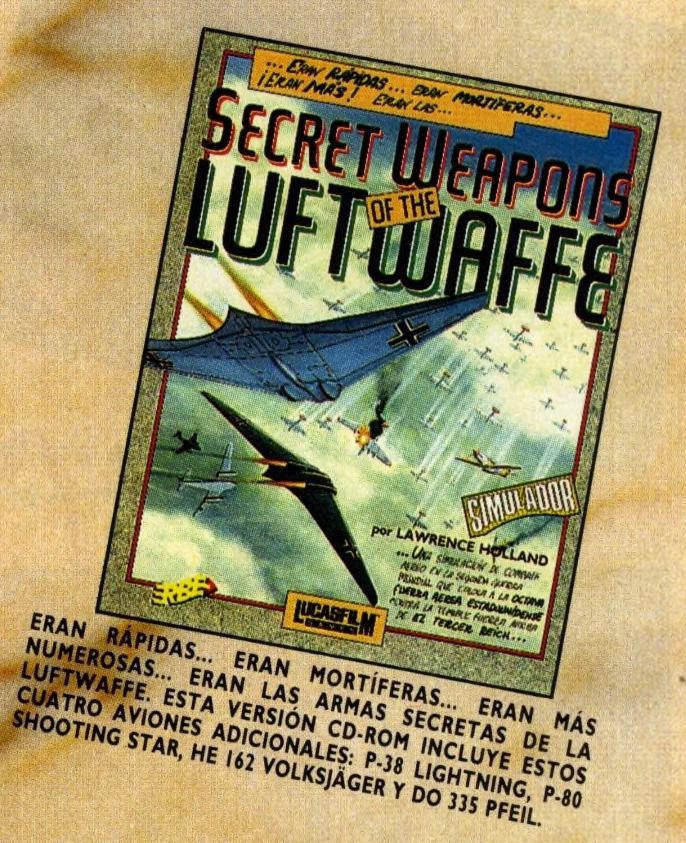 ... ERAN RÁPIDAS... ERAN MORTÍFERAS...
¡ERAN MÁS! ERAN LAS...
SECRET WEAPONS
OF THE
LUFTWAFFE
SIMULADOR
por LAWRENCE HOLLAND
... UNA SIMULACIÓN DE COMBATE
AÉREO EN LA SEGUNDA GUERRA
MUNDIAL QUE EMULA A LA OCTAVA
FUERZA AEREA ESTADOUNIDENSE
CONTRA LA TEMIBLE FUERZA AEREA
DE EL TERCER REICH...
ERBE
LUCASFILM
ERAN RÁPIDAS... ERAN MORTÍFERAS... ERAN MÁS
NUMEROSAS... ERAN LAS ARMAS SECRETAS DE LA
LUFTWAFFE. ESTA VERSIÓN CD-ROM INCLUYE ESTOS
CUATRO AVIONES ADICIONALES: P-38 LIGHTNING, P-80
SHOOTING STAR, HE 162 VOLKSJÄGER Y DO 335 PFEIL.